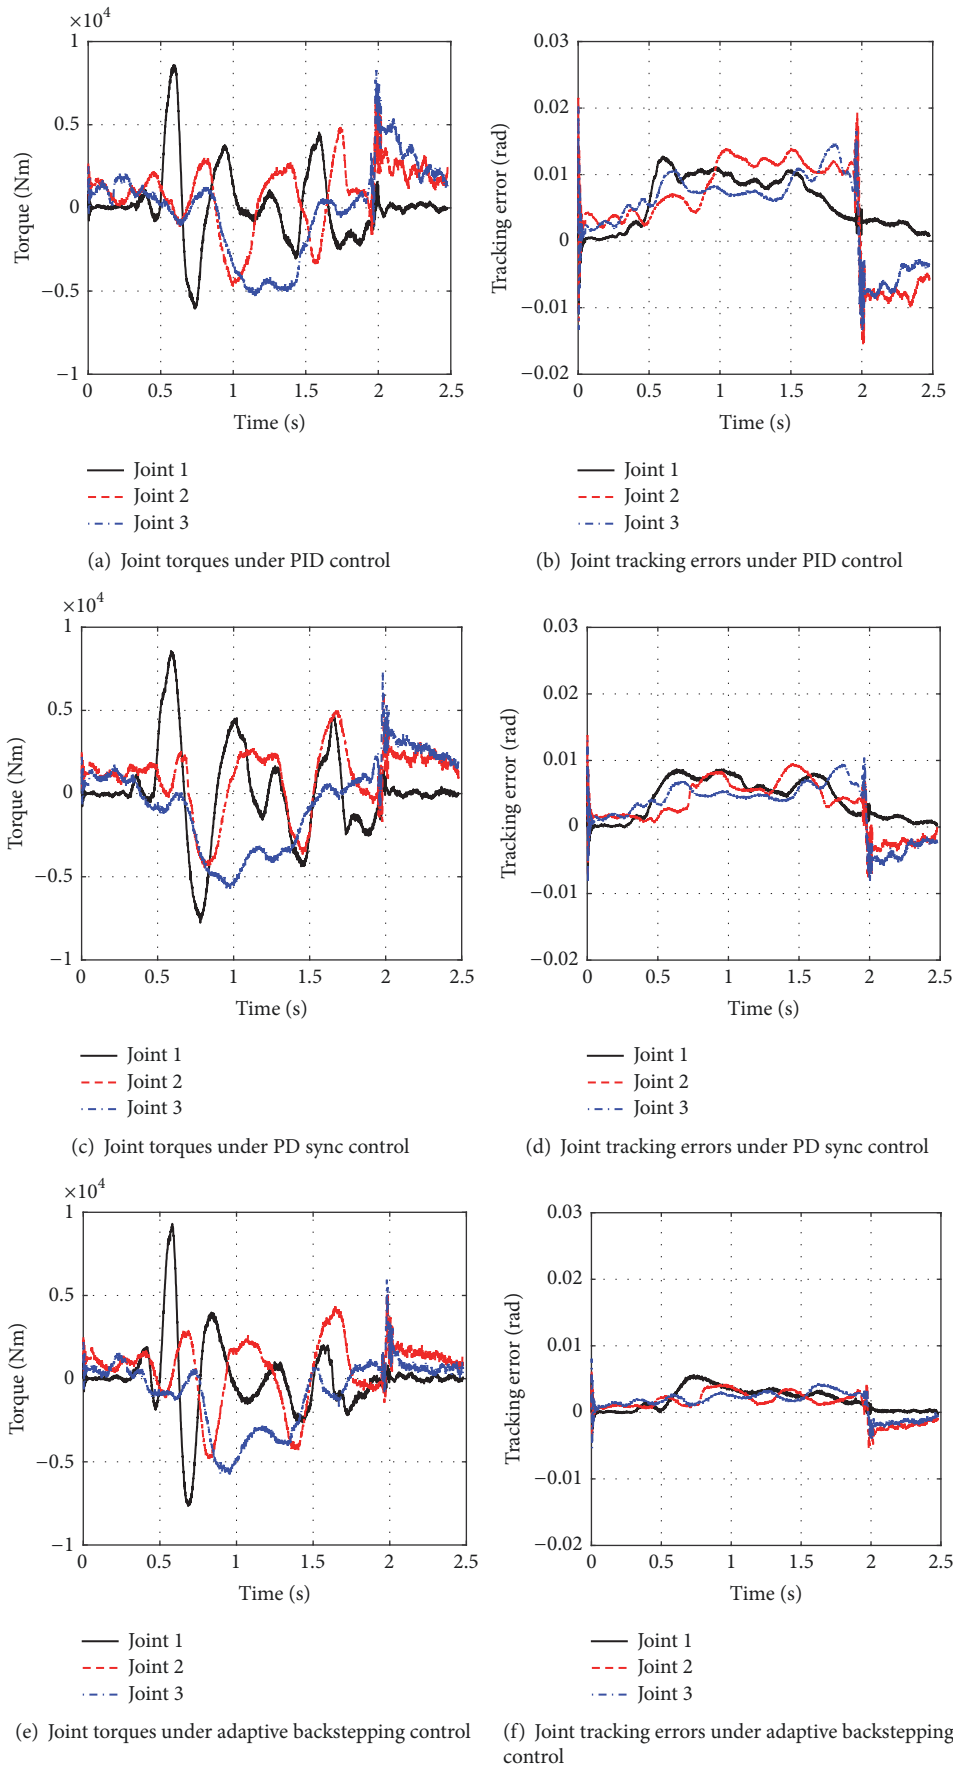 ×10⁴
1
0.5
0
−0.5
−1
Torque (Nm)
0 0.5 1 1.5 2 2.5
Time (s)
Joint 1
Joint 2
Joint 3
(a) Joint torques under PID control
0.03
0.02
0.01
0
−0.01
−0.02
Tracking error (rad)
0 0.5 1 1.5 2 2.5
Time (s)
Joint 1
Joint 2
Joint 3
(b) Joint tracking errors under PID control
×10⁴
1
0.5
0
−0.5
−1
Torque (Nm)
0 0.5 1 1.5 2 2.5
Time (s)
Joint 1
Joint 2
Joint 3
(c) Joint torques under PD sync control
0.03
0.02
0.01
0
−0.01
−0.02
Tracking error (rad)
0 0.5 1 1.5 2 2.5
Time (s)
Joint 1
Joint 2
Joint 3
(d) Joint tracking errors under PD sync control
×10⁴
1
0.5
0
−0.5
−1
Torque (Nm)
0 0.5 1 1.5 2 2.5
Time (s)
Joint 1
Joint 2
Joint 3
(e) Joint torques under adaptive backstepping control
0.03
0.02
0.01
0
−0.01
−0.02
Tracking error (rad)
0 0.5 1 1.5 2 2.5
Time (s)
Joint 1
Joint 2
Joint 3
(f) Joint tracking errors under adaptive backstepping
control